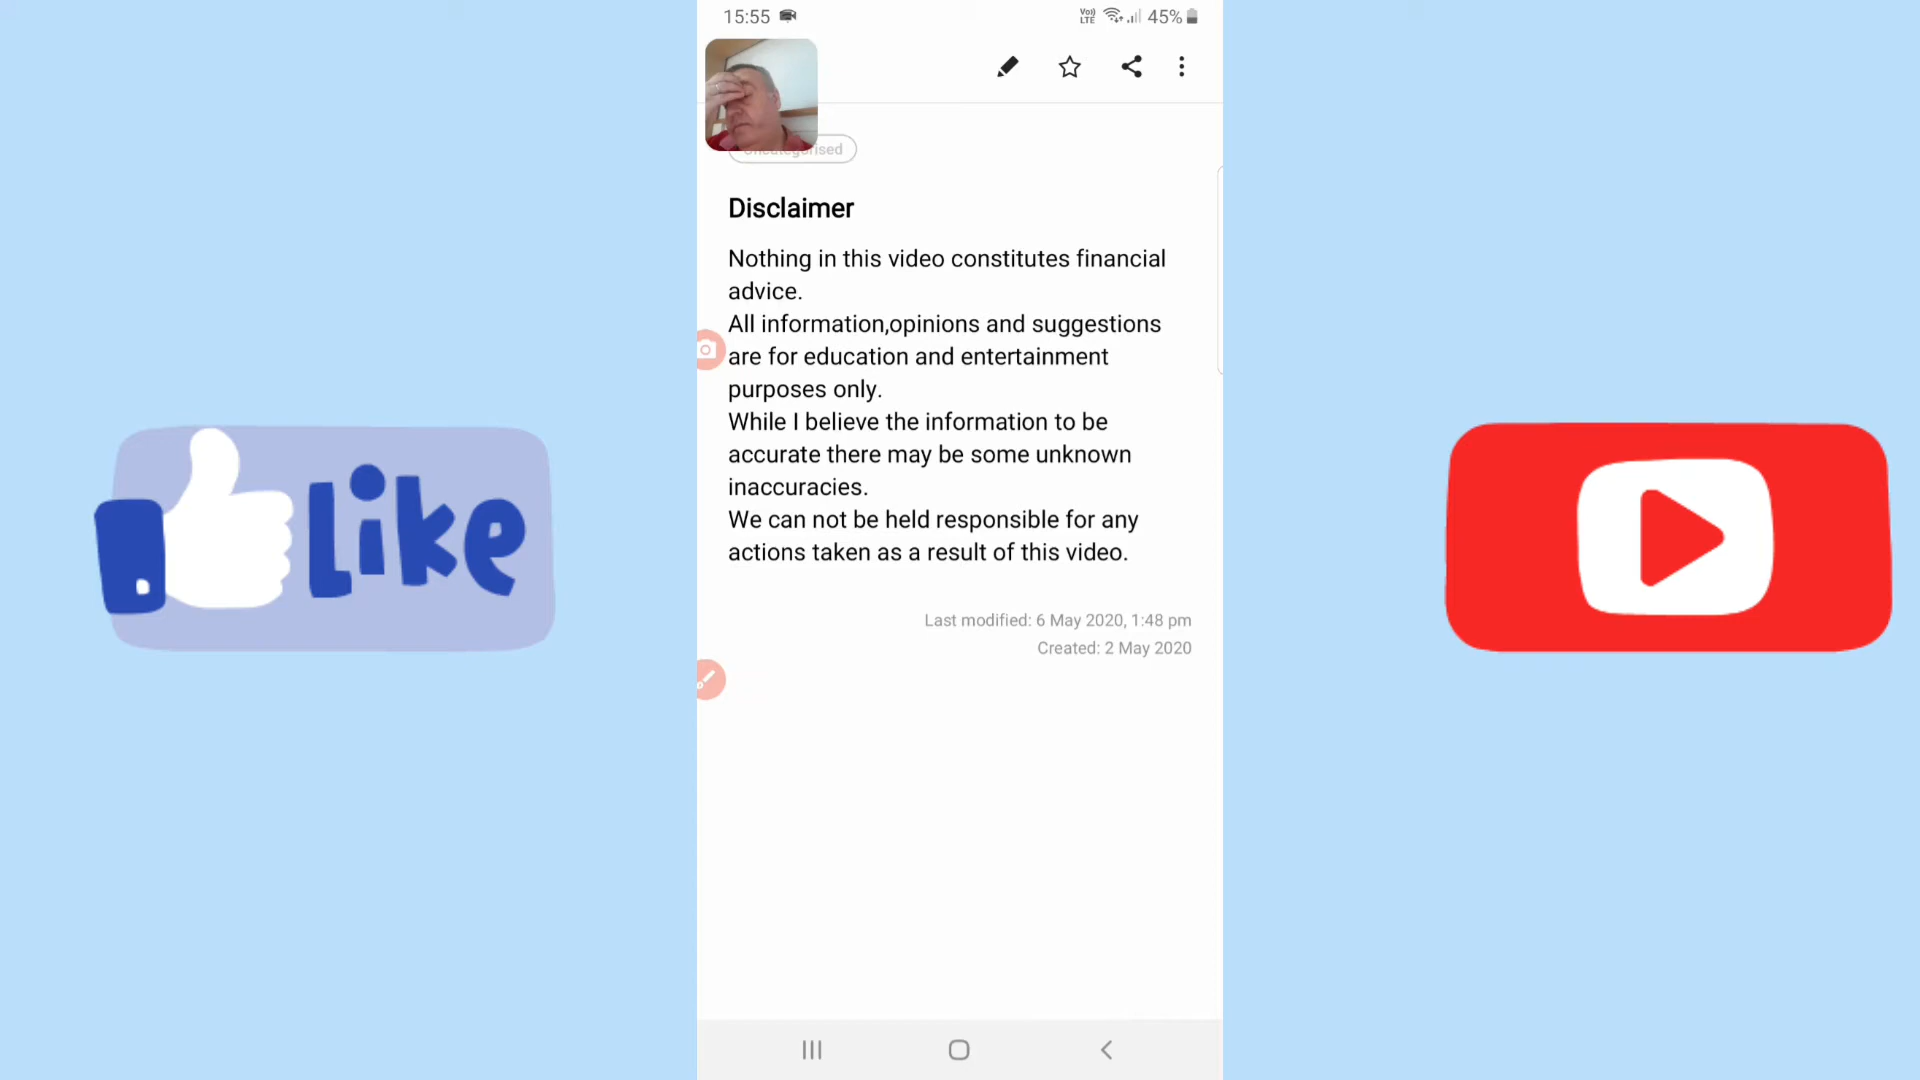 15:55
Vo)) LTE 45%
Uncategorised
Disclaimer
Nothing in this video constitutes financial
advice.
All information,opinions and suggestions
are for education and entertainment
purposes only.
While I believe the information to be
accurate there may be some unknown
inaccuracies.
We can not be held responsible for any
actions taken as a result of this video.
Last modified: 6 May 2020, 1:48 pm
Created: 2 May 2020
like